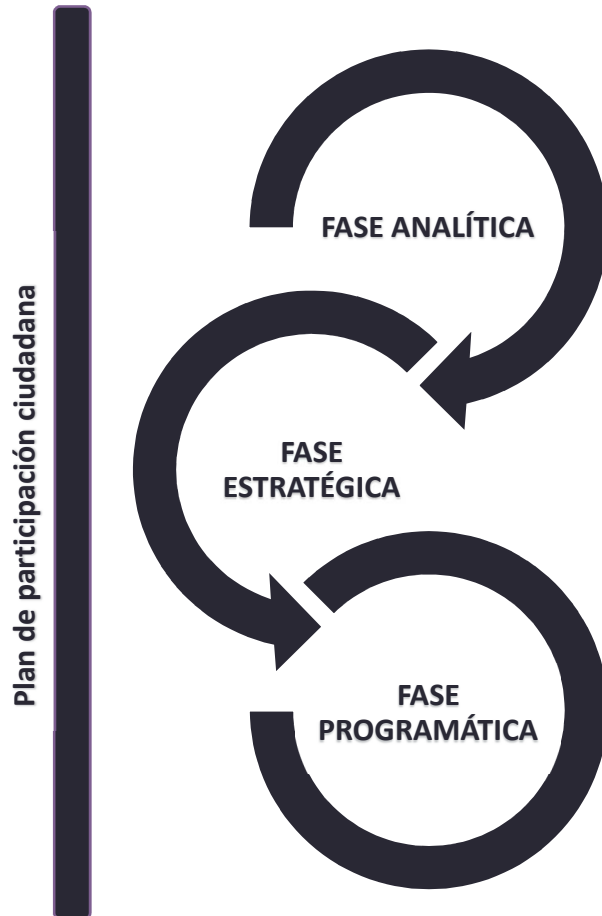 Plan de participación ciudadana
FASE ANALÍTICA
FASE
ESTRATÉGICA
FASE
PROGRAMÁTICA